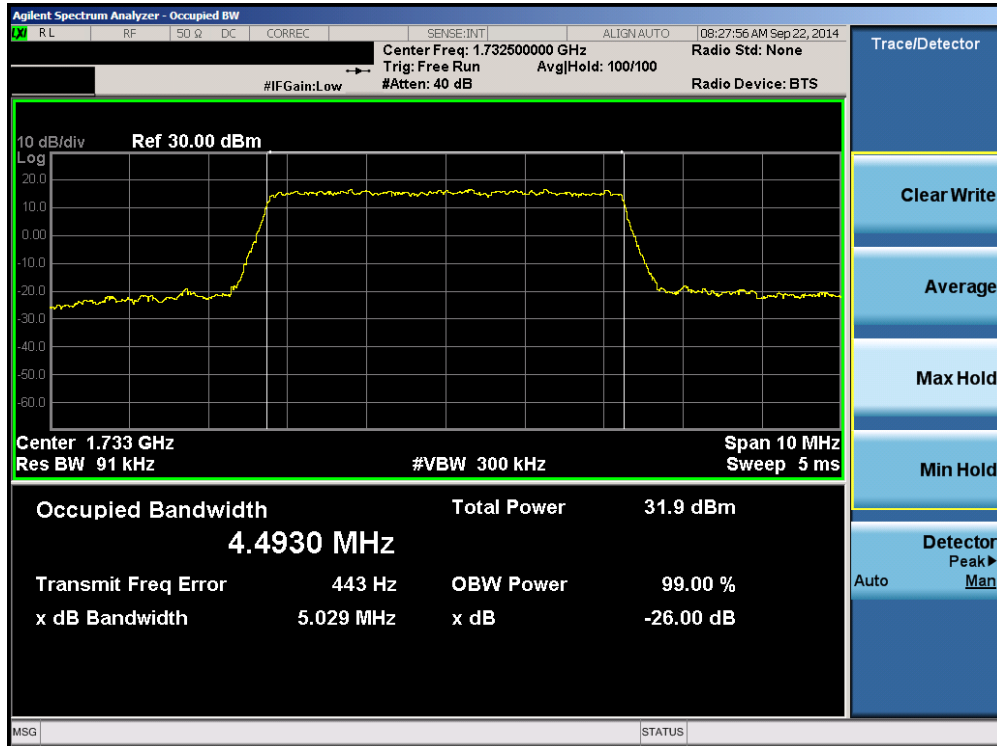 Agilent Spectrum Analyzer - Occupied BW
LXI RL RF 50 Ω DC CORREC SENSE:INT ALIGN AUTO 08:27:56 AM Sep 22, 2014
Center Freq: 1.732500000 GHz Radio Std: None
Trig: Free Run Avg|Hold: 100/100
#IFGain:Low #Atten: 40 dB Radio Device: BTS
10 dB/div Ref 30.00 dBm
Log
20.0
10.0
0.00
-10.0
-20.0
-30.0
-40.0
-50.0
-60.0
Center 1.733 GHz Span 10 MHz
Res BW 91 kHz #VBW 300 kHz Sweep 5 ms
Occupied Bandwidth Total Power 31.9 dBm
4.4930 MHz
Transmit Freq Error 443 Hz OBW Power 99.00 %
x dB Bandwidth 5.029 MHz x dB -26.00 dB
MSG STATUS
Trace/Detector
Clear Write
Average
Max Hold
Min Hold
Detector
Peak▶
Auto Man